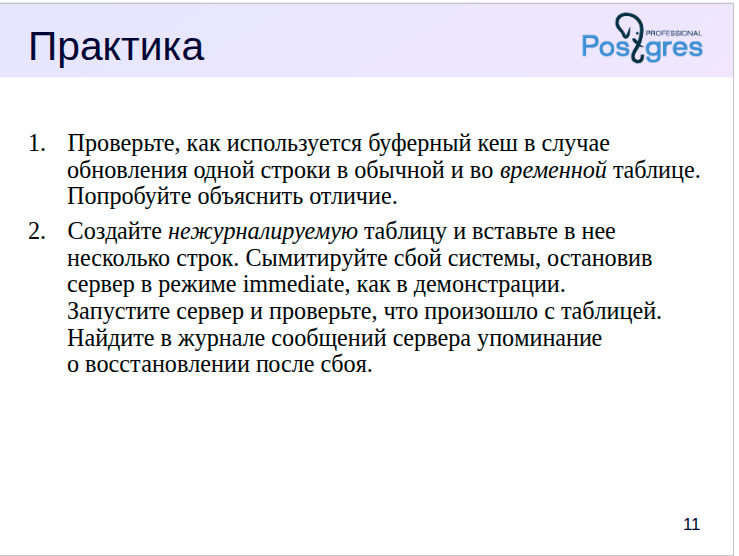 Практика
PROFESSIONAL
Postgres
1. Проверьте, как используется буферный кеш в случае
обновления одной строки в обычной и во временной таблице.
Попробуйте объяснить отличие.
2. Создайте нежурналируемую таблицу и вставьте в нее
несколько строк. Сымитируйте сбой системы, остановив
сервер в режиме immediate, как в демонстрации.
Запустите сервер и проверьте, что произошло с таблицей.
Найдите в журнале сообщений сервера упоминание
о восстановлении после сбоя.
11